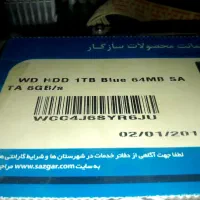 ضمانت محصولات سازگار
WD HDD 1TB Blue 64MB SA
TA 6GB/s
WCC4J6SYR6JU
02/01/201
لطفا جهت آگاهی از دفاتر خدمات در شهرستان ها و شرایط گارانتی
به سایت www.sazgar.com